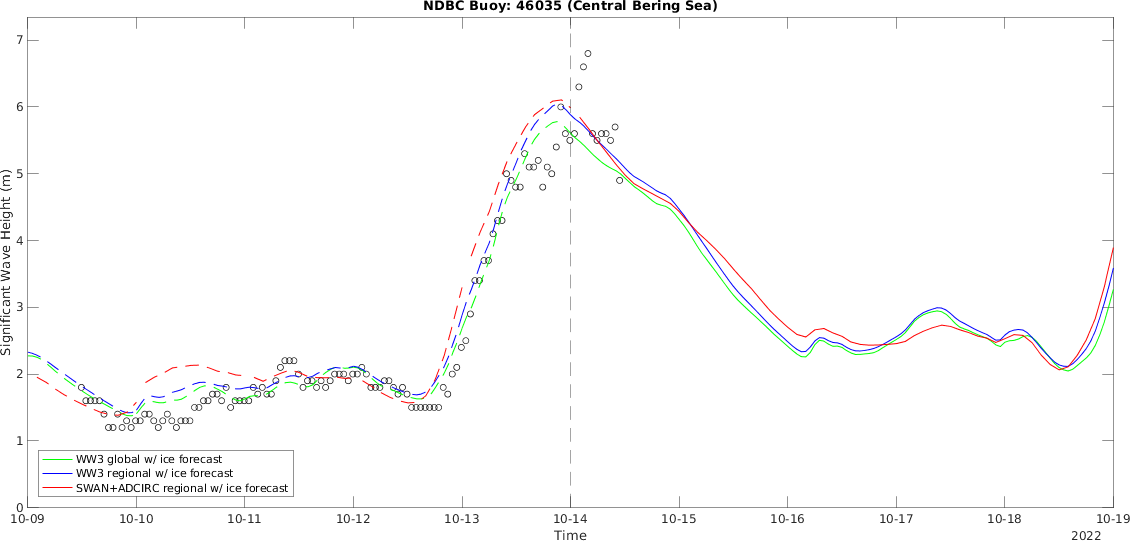 NDBC Buoy: 46035 (Central Bering Sea)
7
6
5
4
3
2
1
0
Significant Wave Height (m)
WW3 global w/ ice forecast
WW3 regional w/ ice forecast
SWAN+ADCIRC regional w/ ice forecast
10-09 10-10 10-11 10-12 10-13 10-14 10-15 10-16 10-17 10-18 10-19
Time
2022